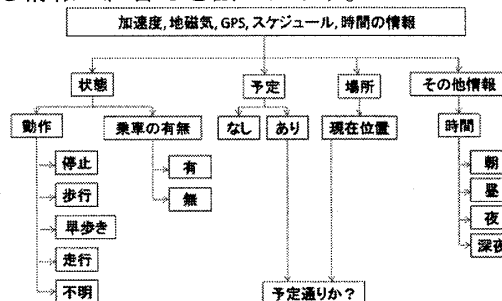 加速度,地磁気,GPS,スケジュール,時間の情報
状態
予定
場所
その他情報
動作
乗車の有無
なし
あり
現在位置
時間
停止
歩行
早歩き
走行
不明
有
無
朝
昼
夜
深夜
予定通りか?